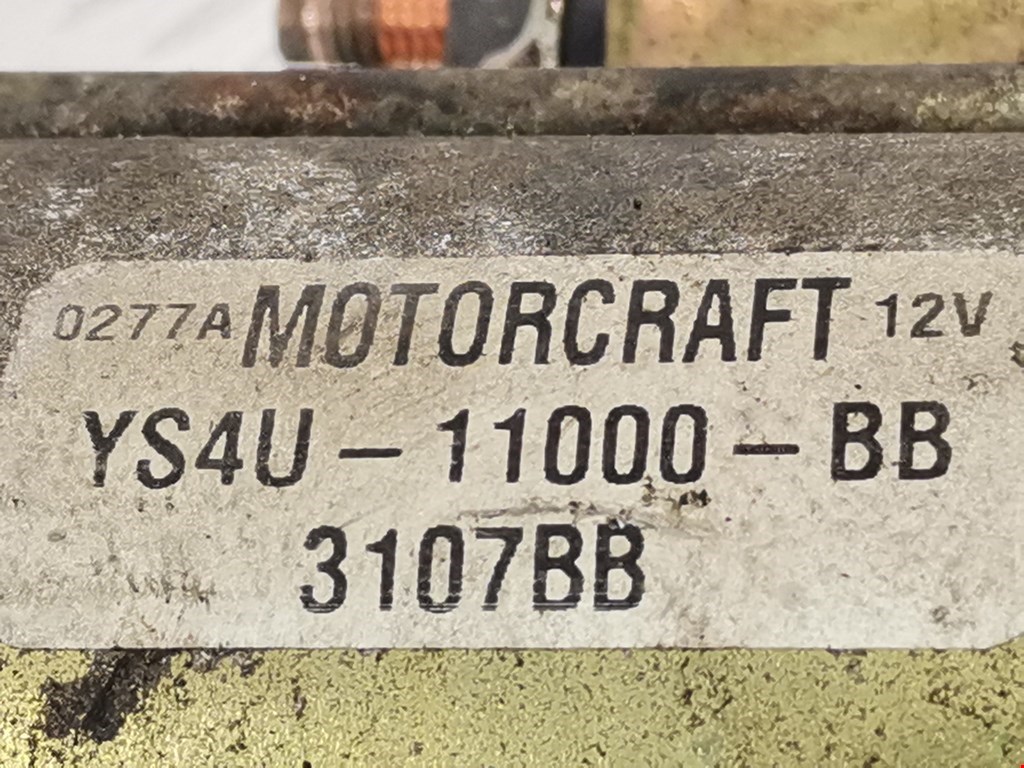 0277A MOTORCRAFT 12V
YS4U-11000-BB
3107BB